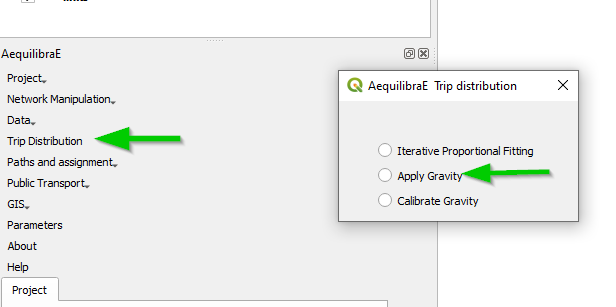 AequilibraE
Project
Network Manipulation
Data
Trip Distribution
Paths and assignment
Public Transport
GIS
Parameters
About
Help
Project
AequilibraE Trip distribution
Iterative Proportional Fitting
Apply Gravity
Calibrate Gravity